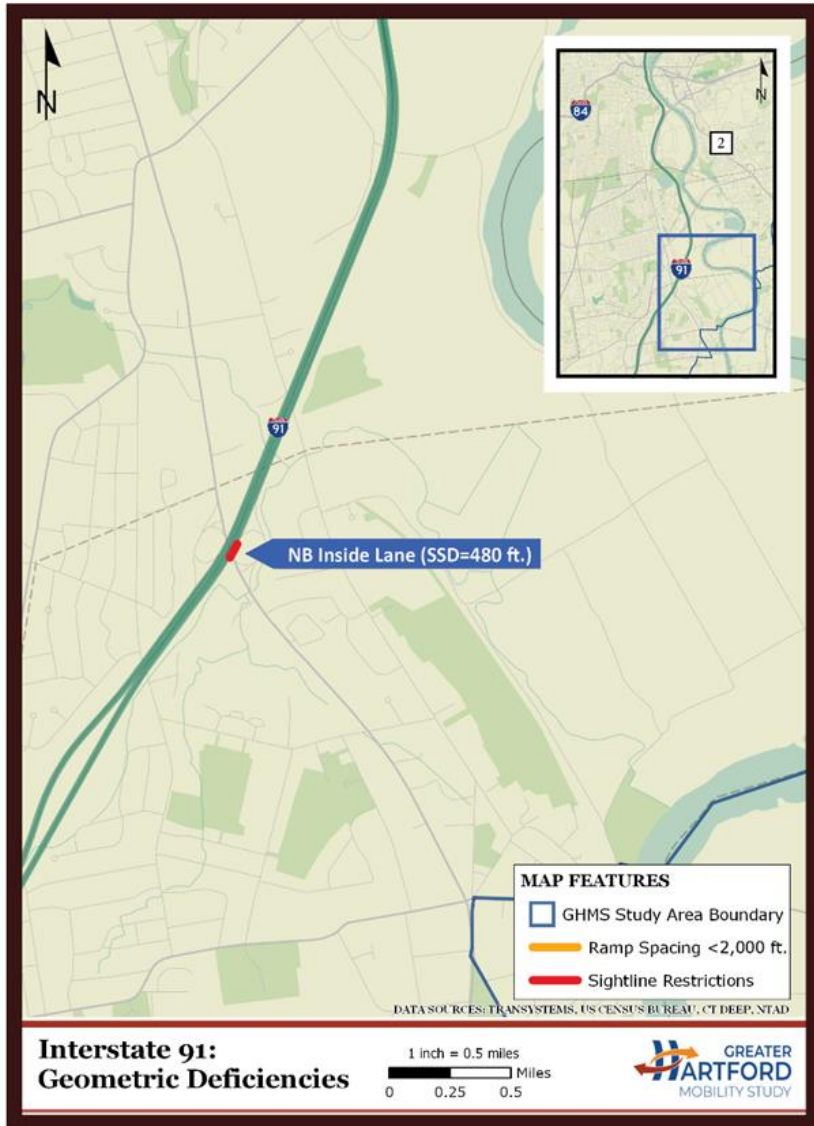 N
84
N
2
91
91
NB Inside Lane (SSD=480 ft.)
MAP FEATURES
GHMS Study Area Boundary
Ramp Spacing <2,000 ft.
Sightline Restrictions
DATA SOURCES: TRANSYSTEMS, US CENSUS BUREAU, CT DEEP, NTAD
Interstate 91:
Geometric Deficiencies
1 inch = 0.5 miles
Miles
0 0.25 0.5
GREATER
HARTFORD
MOBILITY STUDY